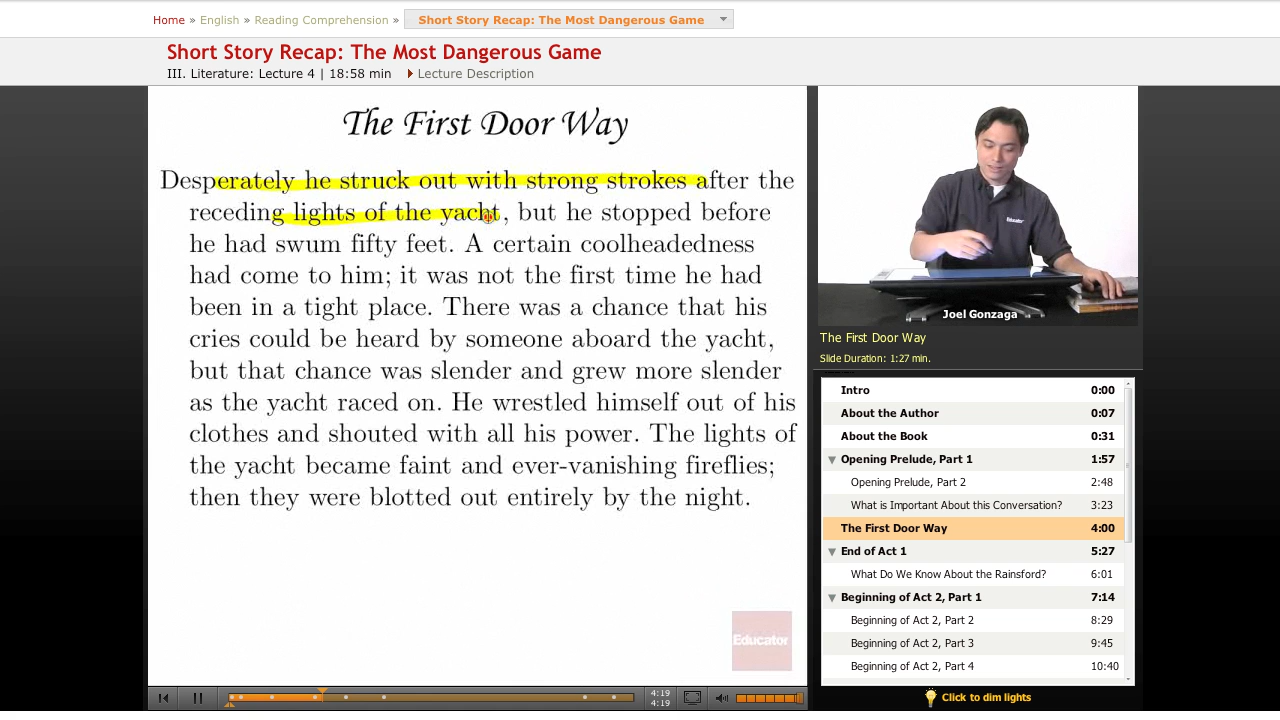 Home » English » Reading Comprehension » Short Story Recap: The Most Dangerous Game
Short Story Recap: The Most Dangerous Game
III. Literature: Lecture 4 | 18:58 min Lecture Description
The First Door Way
Desperately he struck out with strong strokes after the
receding lights of the yacht, but he stopped before
he had swum fifty feet. A certain coolheadedness
had come to him; it was not the first time he had
been in a tight place. There was a chance that his
cries could be heard by someone aboard the yacht,
but that chance was slender and grew more slender
as the yacht raced on. He wrestled himself out of his
clothes and shouted with all his power. The lights of
the yacht became faint and ever-vanishing fireflies;
then they were blotted out entirely by the night.
Educator
4:19
4:19
Educator
Joel Gonzaga
The First Door Way
Slide Duration: 1:27 min.
Intro 0:00
About the Author 0:07
About the Book 0:31
Opening Prelude, Part 1 1:57
Opening Prelude, Part 2 2:48
What is Important About this Conversation? 3:23
The First Door Way 4:00
End of Act 1 5:27
What Do We Know About the Rainsford? 6:01
Beginning of Act 2, Part 1 7:14
Beginning of Act 2, Part 2 8:29
Beginning of Act 2, Part 3 9:45
Beginning of Act 2, Part 4 10:40
Click to dim lights